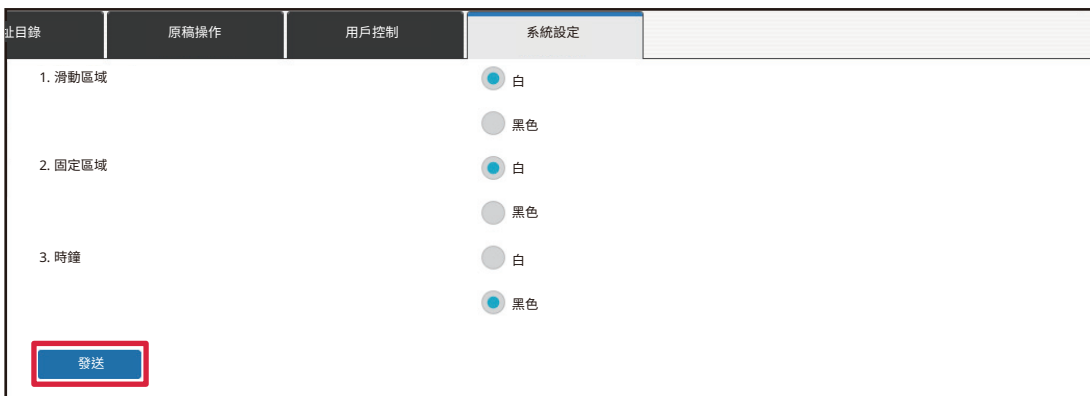 址目錄 原稿操作 用戶控制 系統設定
1. 滑動區域 白
黑色
2. 固定區域 白
黑色
3. 時鐘 白
黑色
發送